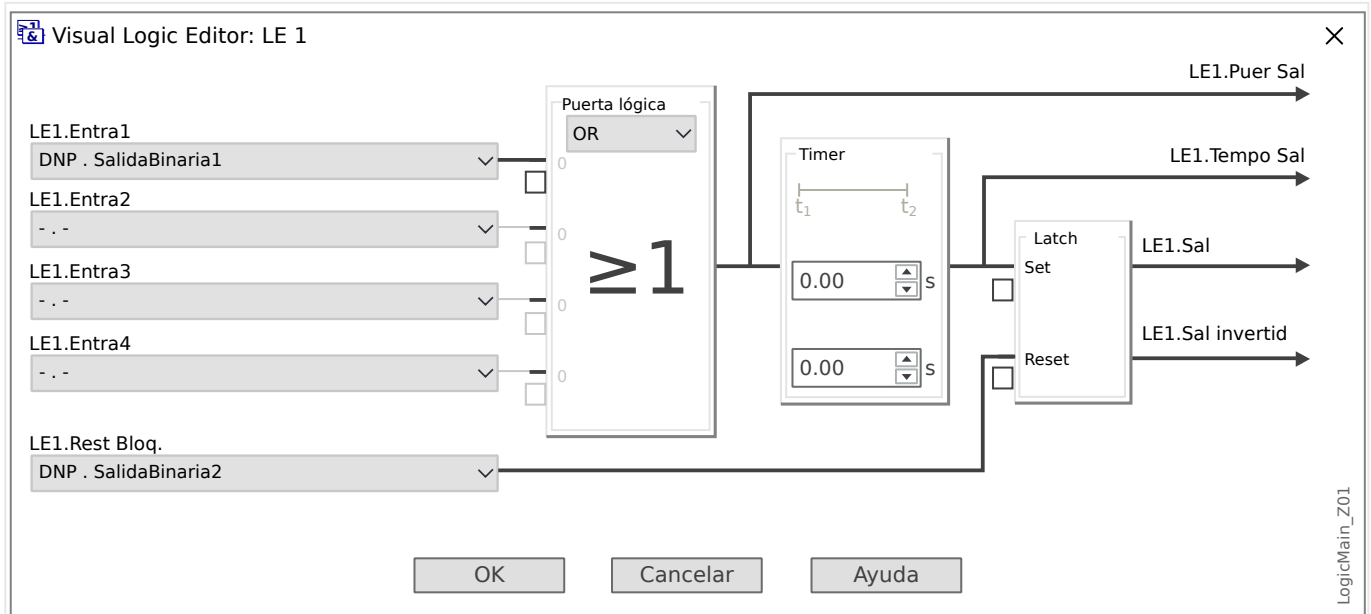 Visual Logic Editor: LE 1
LE1.Puer Sal
Puerta lógica
OR
LE1.Entra1
DNP . SalidaBinaria1
0
Timer
LE1.Tempo Sal
t1
t2
LE1.Entra2
- . -
0
≥1
Latch
LE1.Sal
Set
0.00
s
LE1.Entra3
- . -
0
LE1.Sal invertid
Reset
0.00
s
LE1.Entra4
- . -
0
LE1.Rest Bloq.
DNP . SalidaBinaria2
OK
Cancelar
Ayuda
LogicMain_Z01